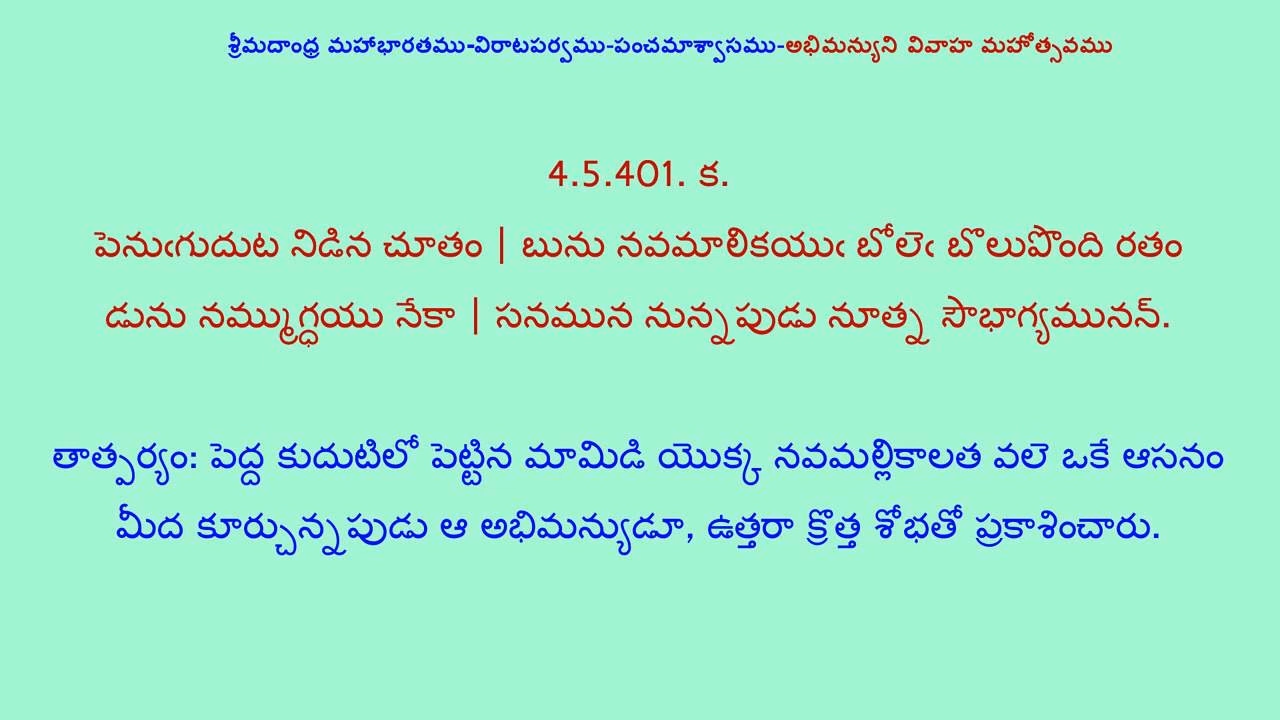 శ్రీమదాంధ్ర మహాభారతము-విరాటపర్వము-పంచమాశ్వాసము-అభిమన్యుని వివాహ మహోత్సవము
4.5.401. క.
పెనుఁగుదుట నిడిన చూతం | బును నవమాలికయుఁ బోలెఁ బొలుపొంది రతం
డును నమ్ముగ్ధయు నేకా | సనమున నున్నపుడు నూత్న సౌభాగ్యమునన్.
తాత్పర్యం: పెద్ద కుదుటిలో పెట్టిన మామిడి యొక్క నవమల్లికాలత వలె ఒకే ఆసనం
మీద కూర్చున్నపుడు ఆ అభిమన్యుడూ, ఉత్తరా క్రొత్త శోభతో ప్రకాశించారు.